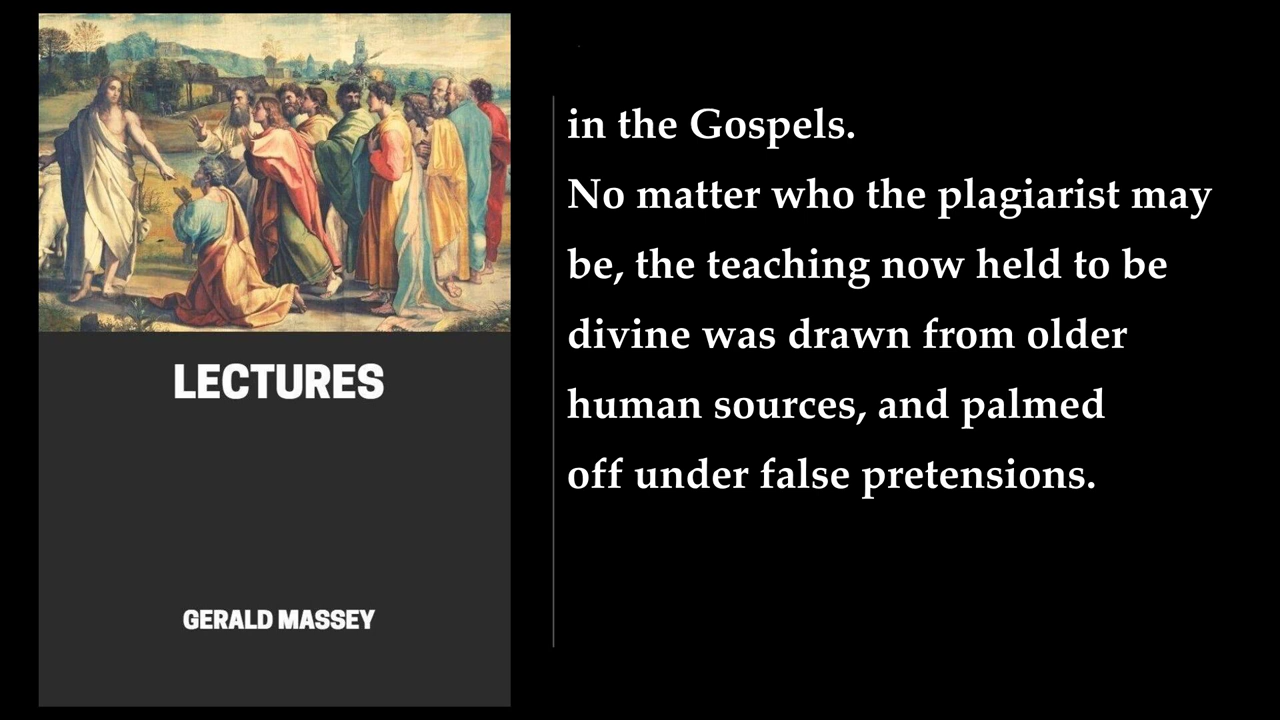 LECTURES
GERALD MASSEY
in the Gospels.
No matter who the plagiarist may
be, the teaching now held to be
divine was drawn from older
human sources, and palmed
off under false pretensions.